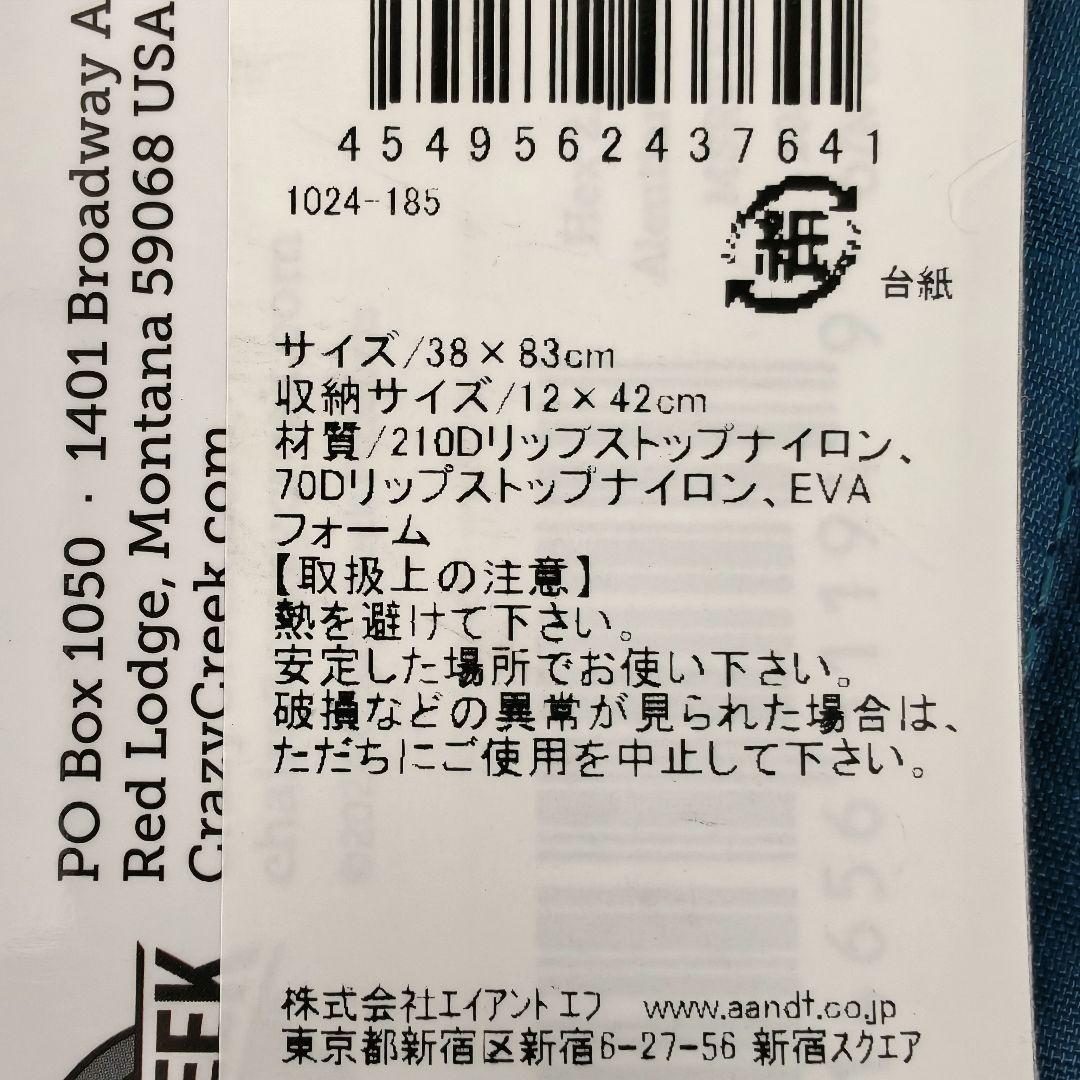 PO Box 1050 · 1401 Broadway A
Red Lodge, Montana 59068 USA
CrazyCreek.com
EEK
4549562437641
1024-185
紙
台紙
サイズ/38×83cm
収納サイズ/12×42cm
材質/210Dリップストップナイロン、
70Dリップストップナイロン、EVA
フォーム
【取扱上の注意】
熱を避けて下さい。
安定した場所でお使い下さい。
破損などの異常が見られた場合は、
ただちにご使用を中止して下さい。
株式会社エイアントエフ www.aandf.co.jp
東京都新宿区新宿6-27-56 新宿スクエア